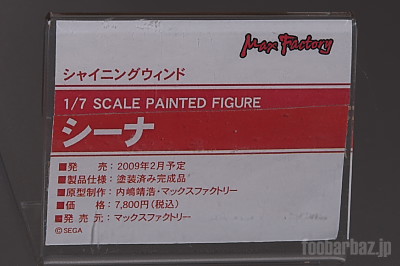 Max Factory
シャイニングウィンド
1/7 SCALE PAINTED FIGURE
シーナ
■発　売：2009年2月予定
■製品仕様：塗装済み完成品
■原型制作：内嶋靖浩・マックスファクトリー
■価　格：7,800円(税込)
■発 売 元：マックスファクトリー
©SEGA
foobarbaz.jp